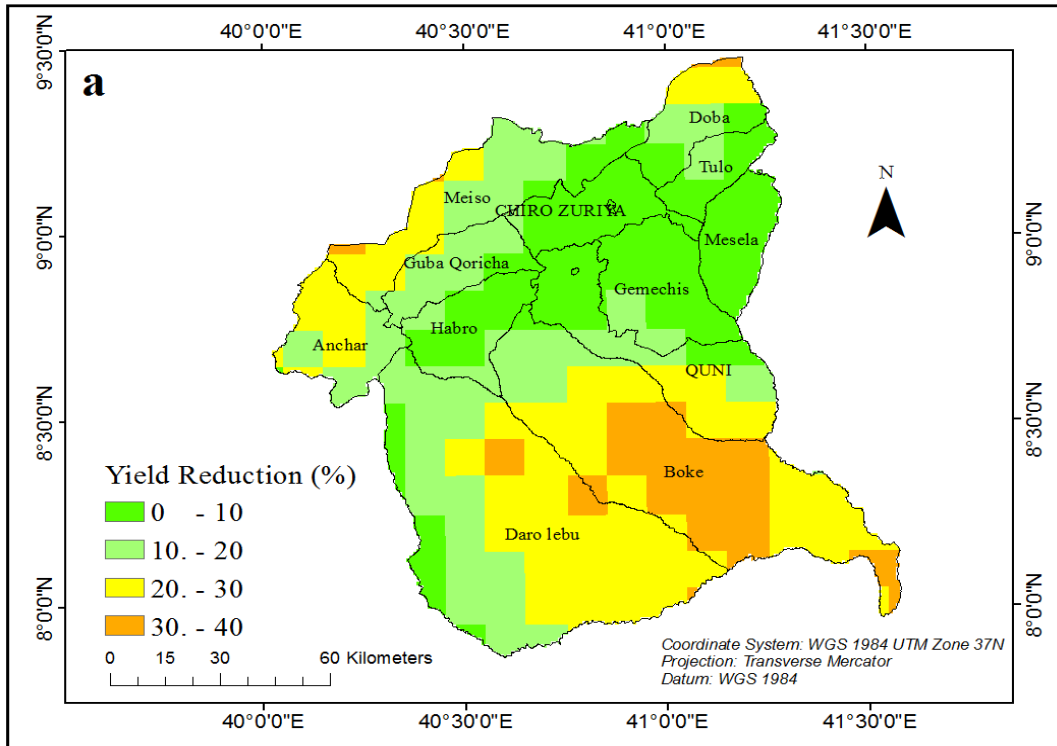 40°0'0"E 40°30'0"E 41°0'0"E 41°30'0"E
9°30'0"N
9°30'0"N
a
Doba
Tulo
N
Meiso
CHIRO ZURIYA
Mesela
9°0'0"N
9°0'0"N
Guba Qoricha
Gemechis
Habro
Anchar
QUNI
8°30'0"N
8°30'0"N
Boke
Yield Reduction (%)
0 - 10
10. - 20
20. - 30
30. - 40
Daro lebu
8°0'0"N
8°0'0"N
0 15 30 60 Kilometers
Coordinate System: WGS 1984 UTM Zone 37N
Projection: Transverse Mercator
Datum: WGS 1984
40°0'0"E 40°30'0"E 41°0'0"E 41°30'0"E